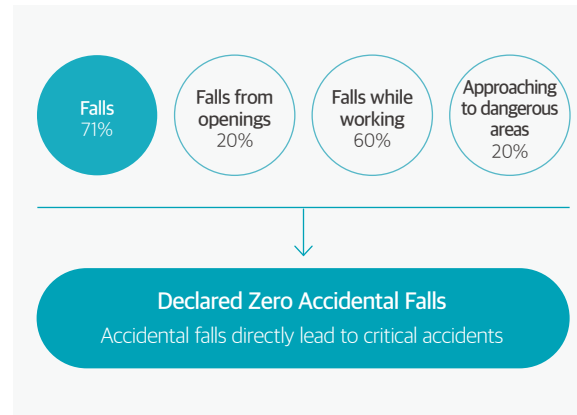 Falls
71%
Falls from
openings
20%
Falls while
working
60%
Approaching
to dangerous
areas
20%
Declared Zero Accidental Falls
Accidental falls directly lead to critical accidents